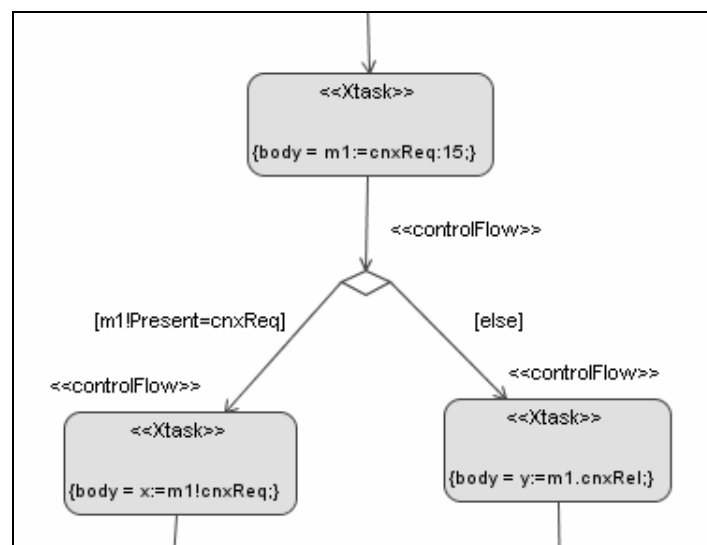 <<Xtask>>
{body = m1:=cnxReq:15;}
<<controlFlow>>
[m1!Present=cnxReq]
[else]
<<controlFlow>>
<<controlFlow>>
<<Xtask>>
{body = x:=m1!cnxReq;}
<<Xtask>>
{body = y:=m1.cnxRel;}